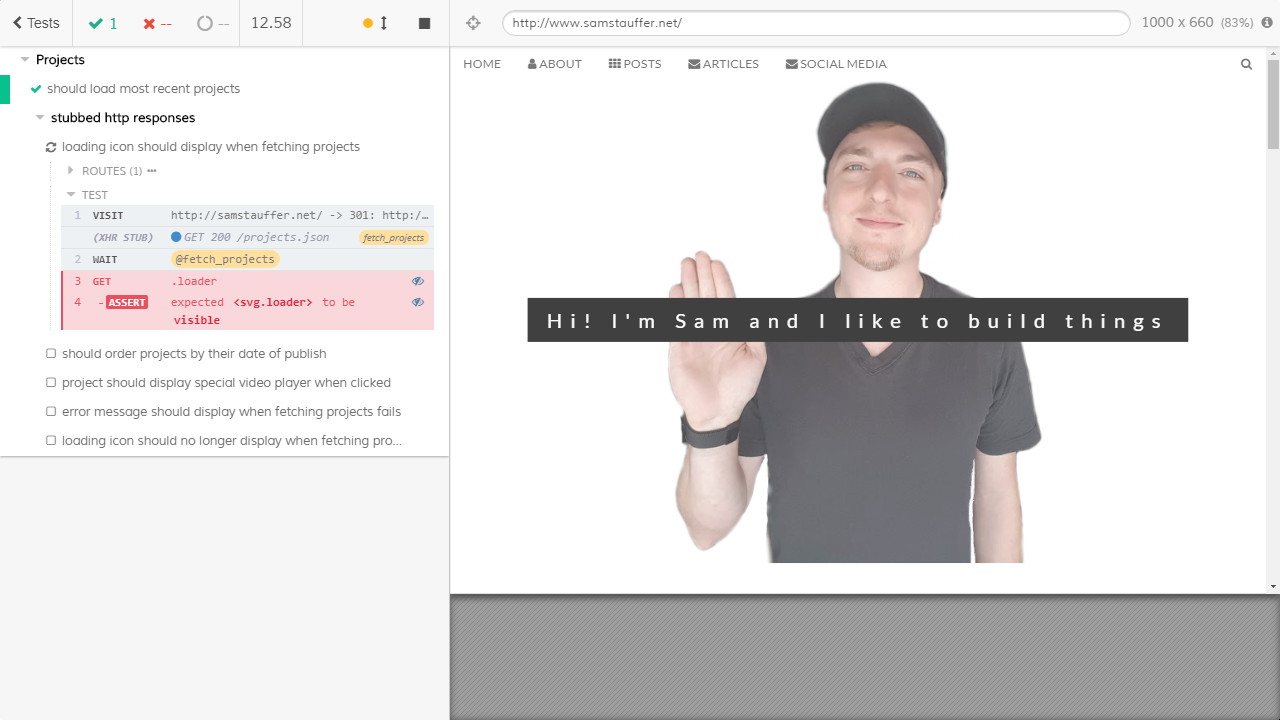 Tests
1
--
--
12.58
http://www.samstauffer.net/
1000 x 660 (83%)
Projects
should load most recent projects
stubbed http responses
loading icon should display when fetching projects
ROUTES (1)
TEST
1 VISIT http://samstauffer.net/ -> 301: http:/…
(XHR STUB) GET 200 /projects.json fetch_projects
2 WAIT @fetch_projects
3 GET .loader
4 -ASSERT expected <svg.loader> to be
visible
should order projects by their date of publish
project should display special video player when clicked
error message should display when fetching projects fails
loading icon should no longer display when fetching pro...
HOME ABOUT POSTS ARTICLES SOCIAL MEDIA
Hi! I'm Sam and I like to build things